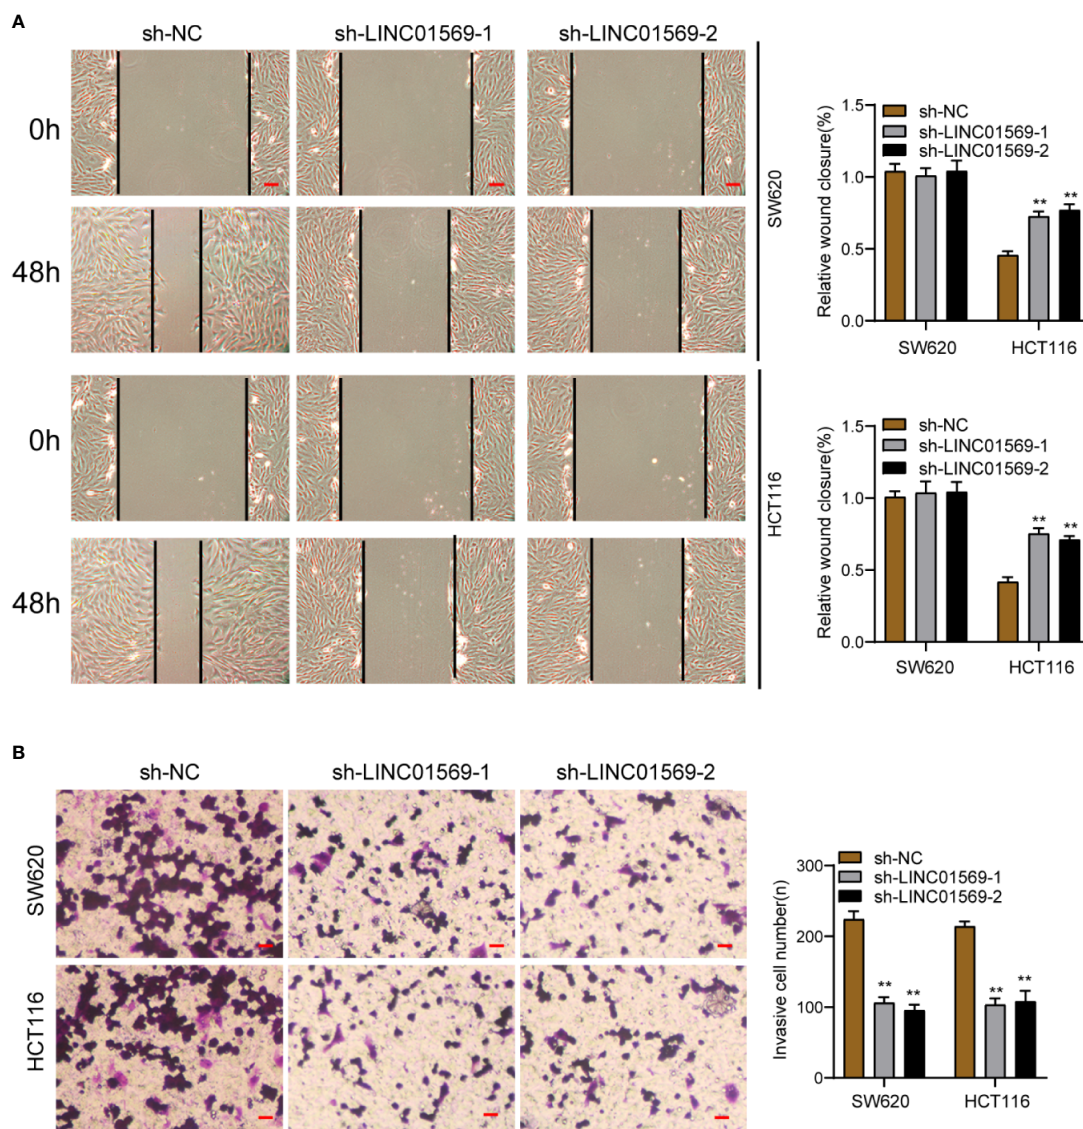 A
sh-NC
sh-LINC01569-1
sh-LINC01569-2
0h
48h
SW620
0h
48h
HCT116
Relative wound closure(%)
1.5
1.0
0.5
0.0
sh-NC
sh-LINC01569-1
sh-LINC01569-2
**
**
SW620
HCT116
Relative wound closure(%)
1.5
1.0
0.5
0.0
sh-NC
sh-LINC01569-1
sh-LINC01569-2
**
**
SW620
HCT116
B
sh-NC
sh-LINC01569-1
sh-LINC01569-2
SW620
HCT116
Invasive cell number(n)
300
200
100
0
sh-NC
sh-LINC01569-1
sh-LINC01569-2
**
**
**
**
SW620
HCT116